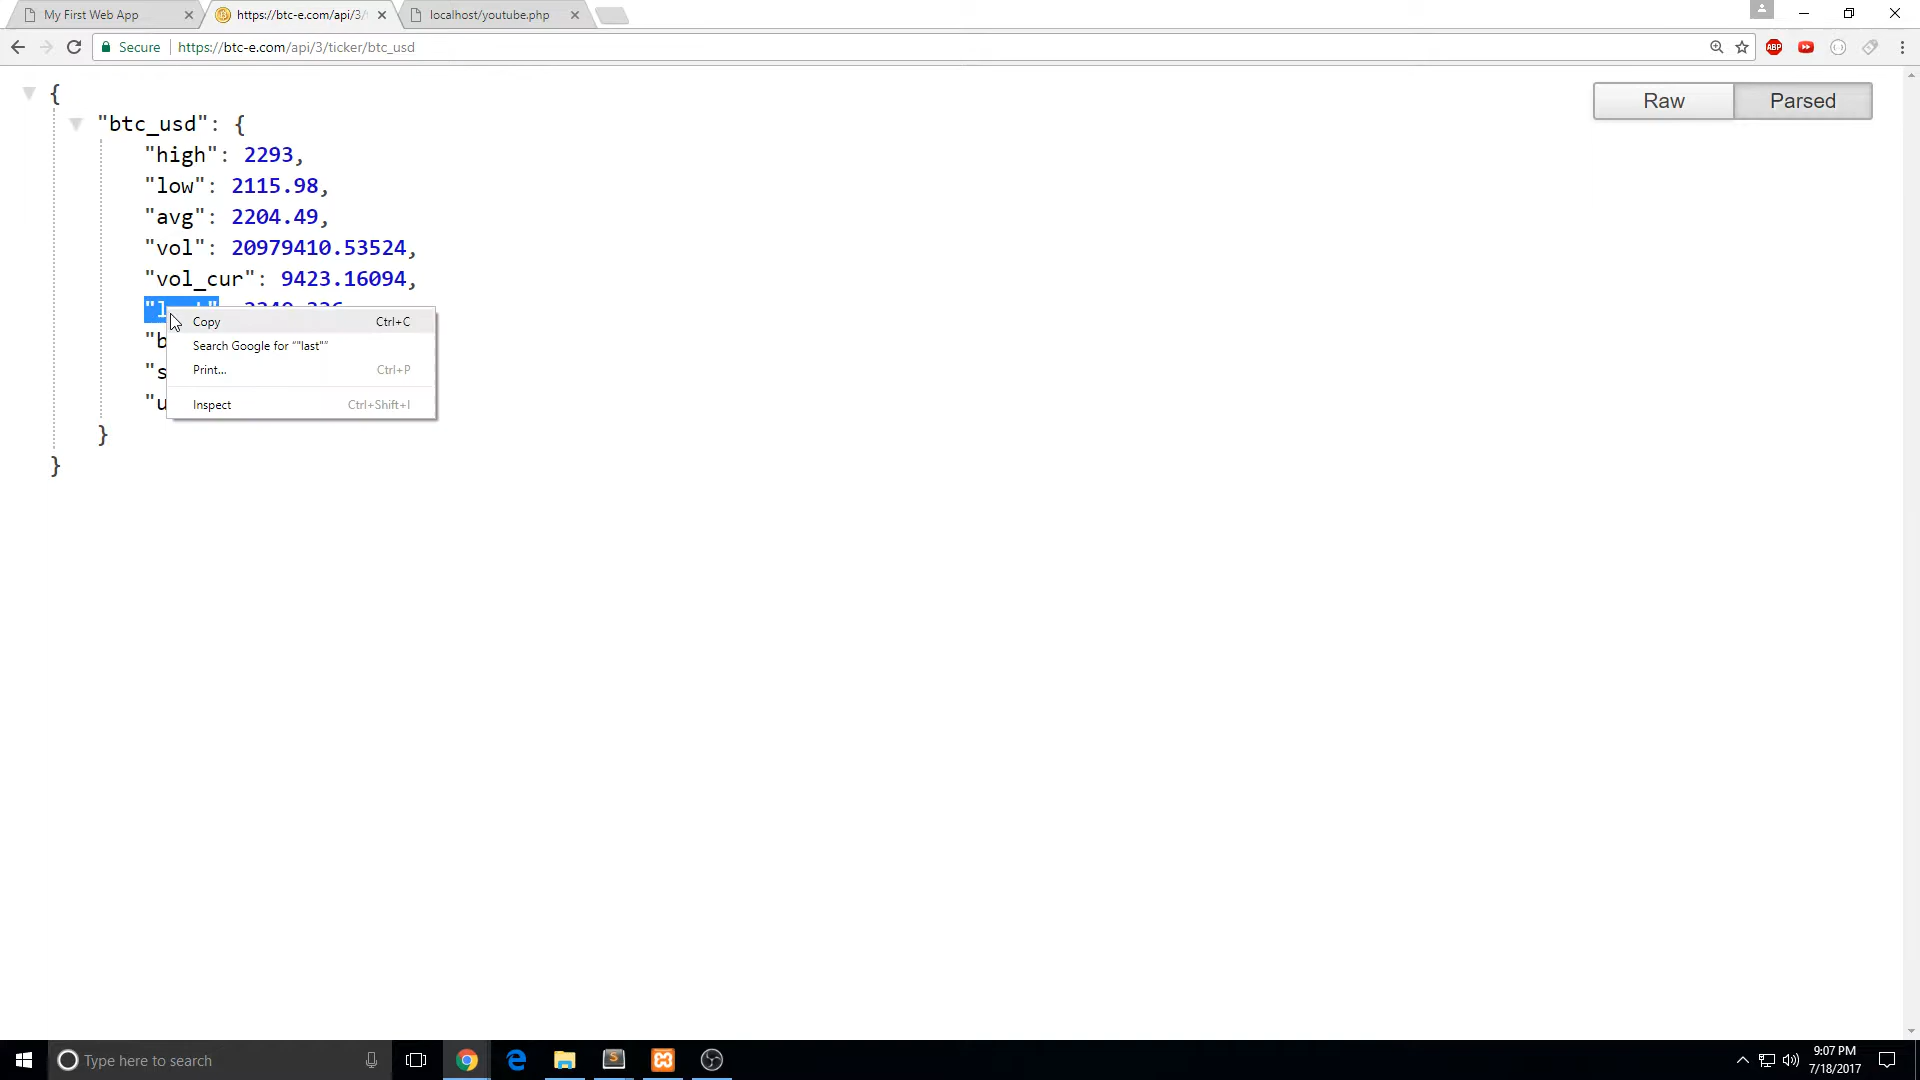 My First Web App
https://btc-e.com/api/3/
localhost/youtube.php
Secure
https://btc-e.com/api/3/ticker/btc_usd
ABP
Raw
Parsed
{
"btc_usd": {
"high": 2293,
"low": 2115.98,
"avg": 2204.49,
"vol": 20979410.53524,
"vol_cur": 9423.16094,
"l
Copy Ctrl+C
"b
Search Google for “"last"”
"s
Print... Ctrl+P
"u
Inspect Ctrl+Shift+I
}
}
Type here to search
9:07 PM
7/18/2017